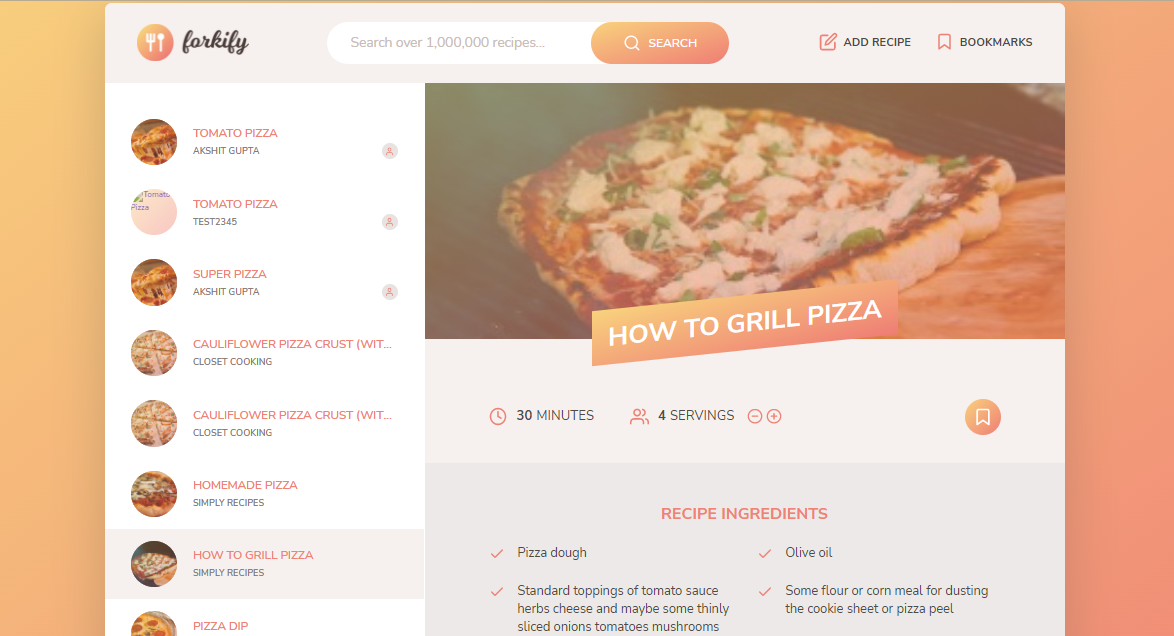 forkify
Search over 1,000,000 recipes...
SEARCH
ADD RECIPE
BOOKMARKS
TOMATO PIZZA
AKSHIT GUPTA
Tomato
Pizza
TOMATO PIZZA
TEST2345
SUPER PIZZA
AKSHIT GUPTA
CAULIFLOWER PIZZA CRUST (WIT...
CLOSET COOKING
CAULIFLOWER PIZZA CRUST (WIT...
CLOSET COOKING
HOMEMADE PIZZA
SIMPLY RECIPES
HOW TO GRILL PIZZA
SIMPLY RECIPES
PIZZA DIP
HOW TO GRILL PIZZA
30 MINUTES
4 SERVINGS
RECIPE INGREDIENTS
Pizza dough
Olive oil
Standard toppings of tomato sauce
herbs cheese and maybe some thinly
sliced onions tomatoes mushrooms
Some flour or corn meal for dusting
the cookie sheet or pizza peel